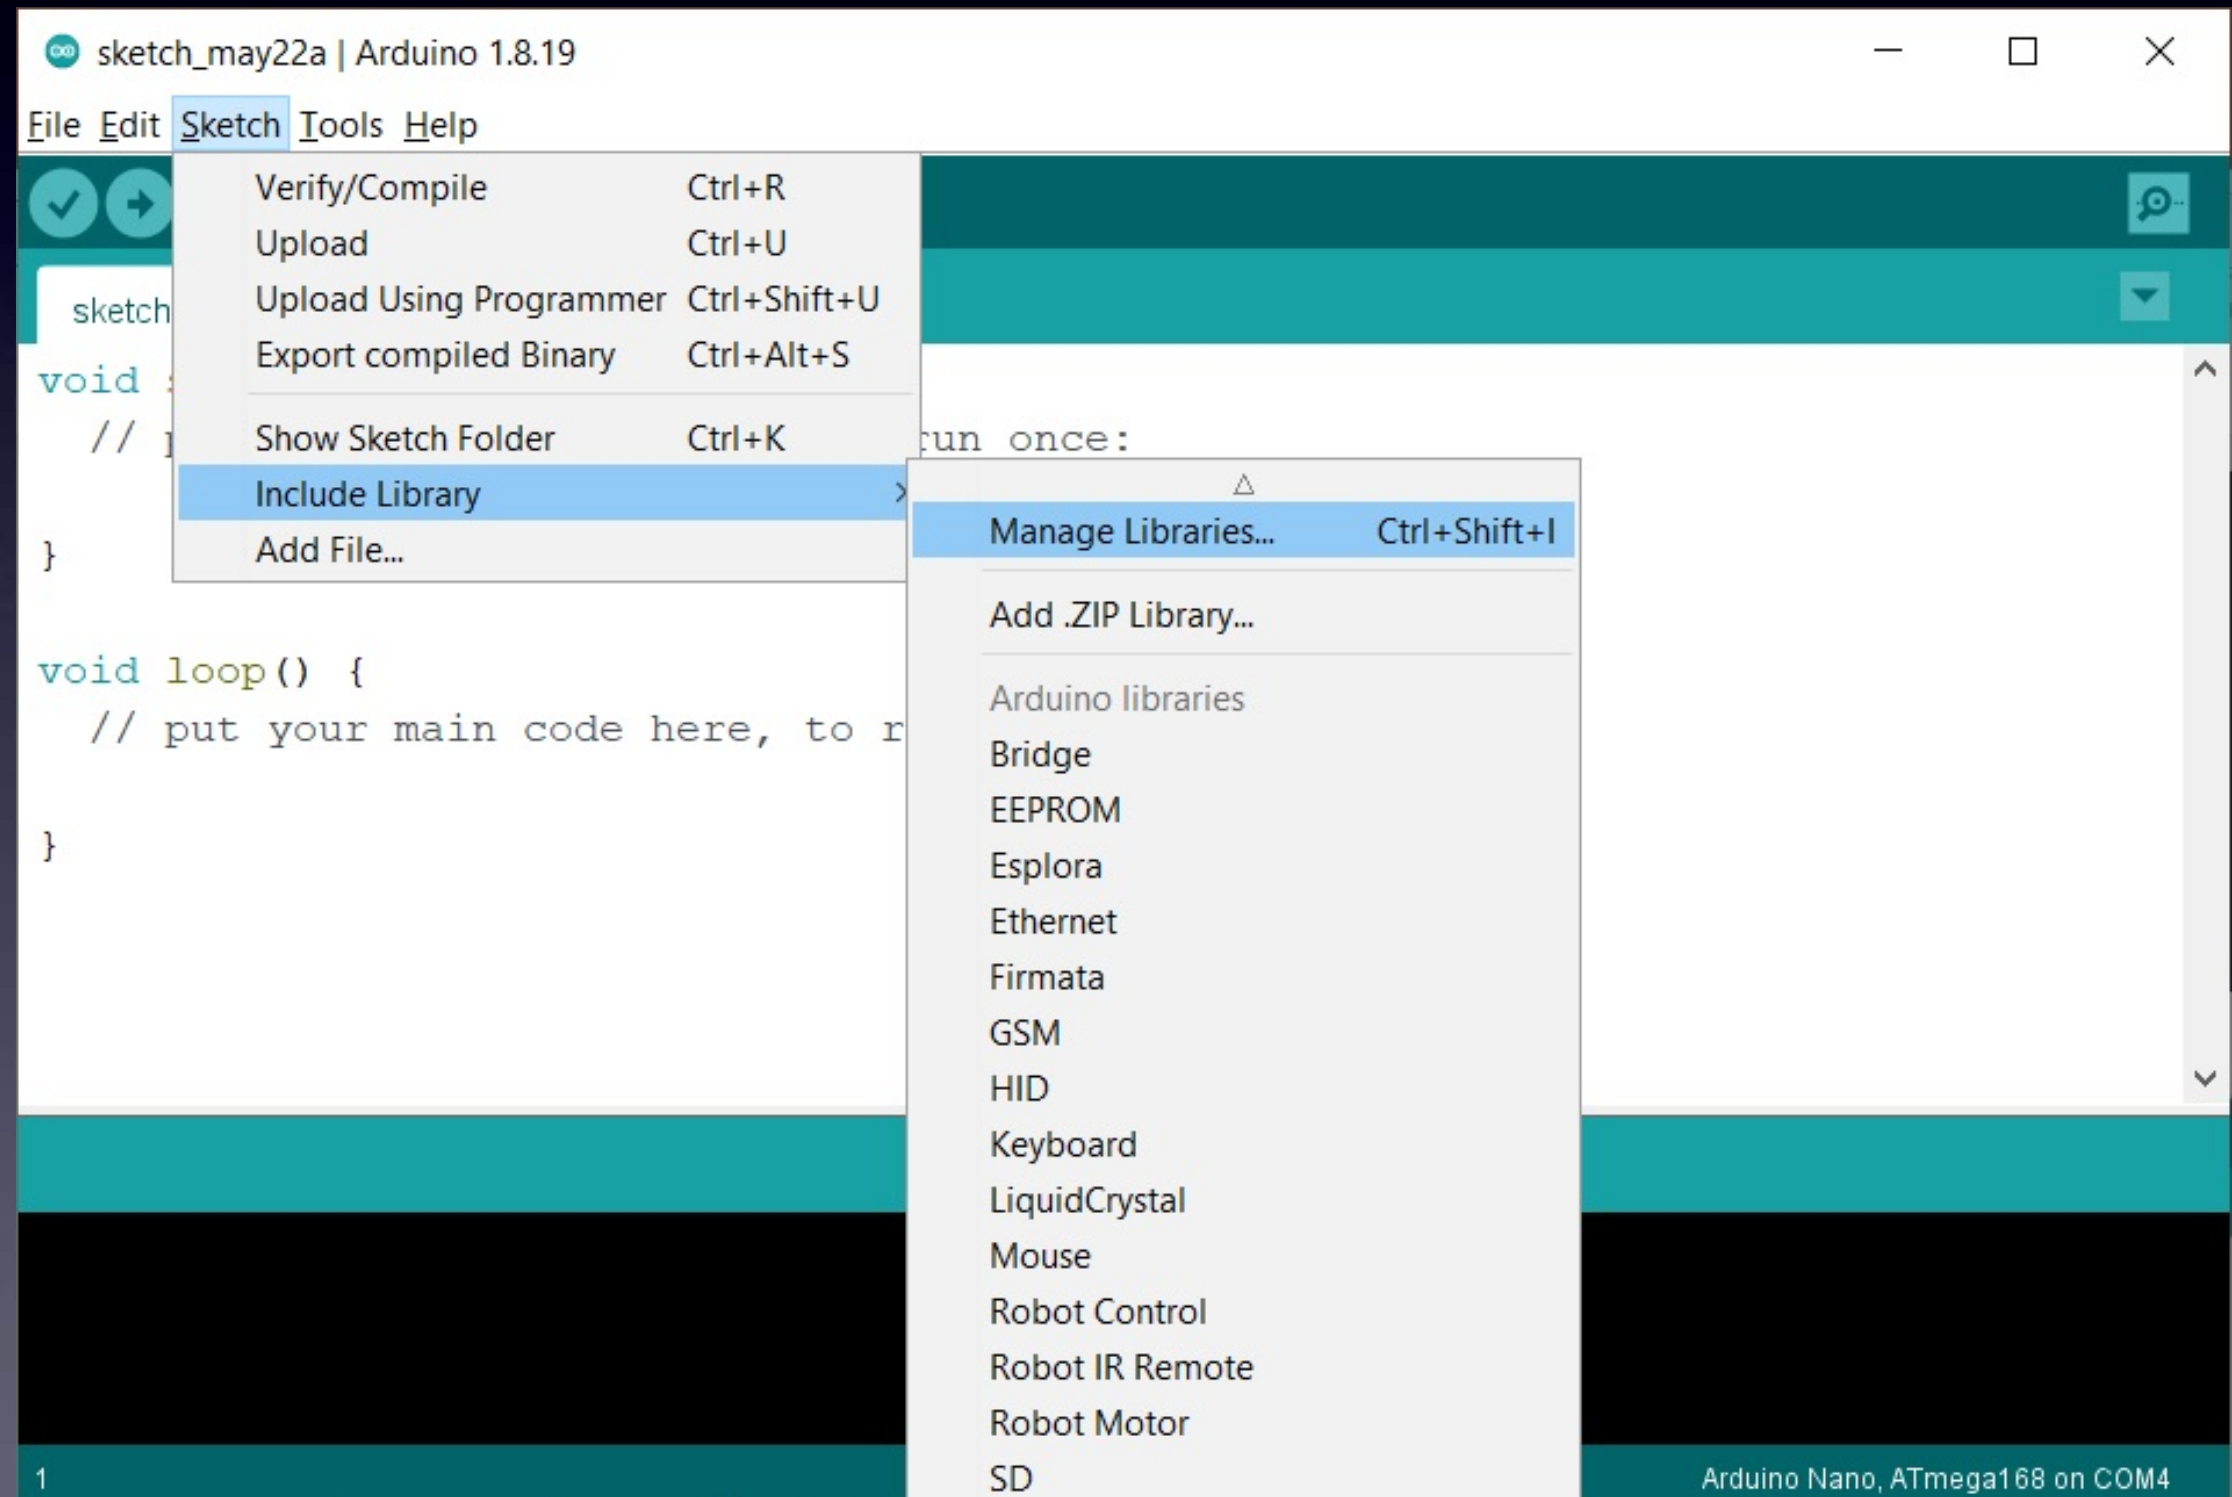 sketch_may22a | Arduino 1.8.19
File Edit Sketch Tools Help
Verify/Compile Ctrl+R
Upload Ctrl+U
Upload Using Programmer Ctrl+Shift+U
Export compiled Binary Ctrl+Alt+S
Show Sketch Folder Ctrl+K
Include Library
Add File...
Manage Libraries... Ctrl+Shift+I
Add .ZIP Library...
Arduino libraries
Bridge
EEPROM
Esplora
Ethernet
Firmata
GSM
HID
Keyboard
LiquidCrystal
Mouse
Robot Control
Robot IR Remote
Robot Motor
SD
sketch
void
// run once:
}
void loop() {
// put your main code here, to r
}
1 Arduino Nano, ATmega168 on COM4